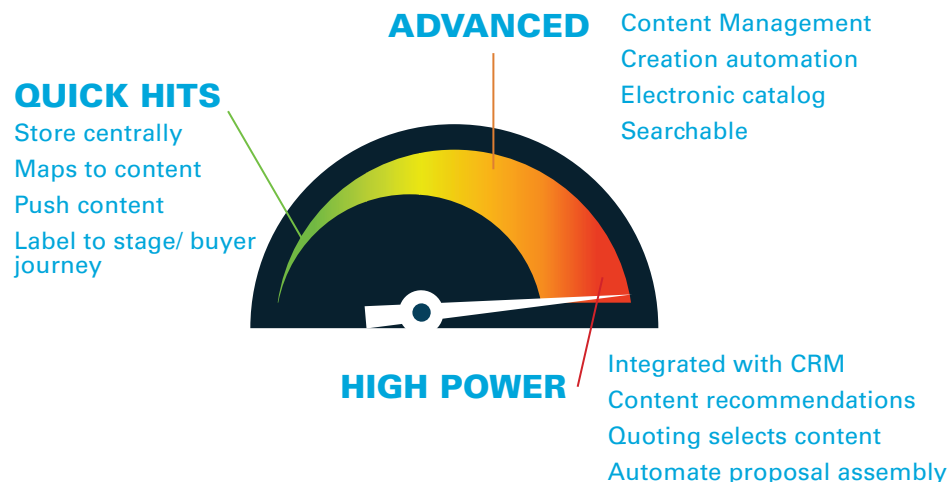 ADVANCED
Content Management
Creation automation
Electronic catalog
Searchable
QUICK HITS
Store centrally
Maps to content
Push content
Label to stage/ buyer
journey
HIGH POWER
Integrated with CRM
Content recommendations
Quoting selects content
Automate proposal assembly